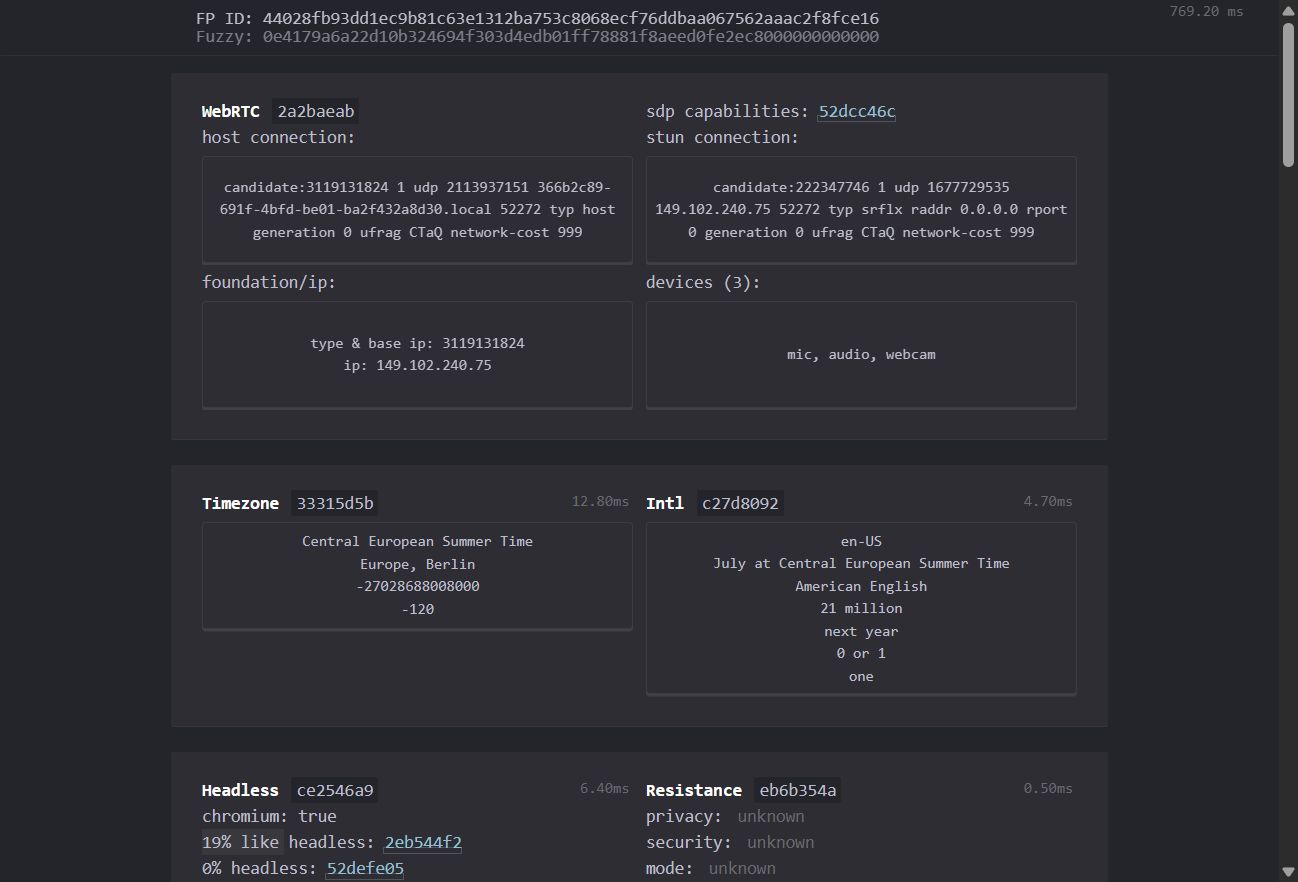 FP ID: 44028fb93dd1ec9b81c63e1312ba753c8068ecf76ddbaa067562aaac2f8fce16
769.20 ms
Fuzzy: 0e4179a6a22d10b324694f303d4edb01ff78881f8aeed0fe2ec8000000000000
WebRTC 2a2baeab
host connection:
candidate:3119131824 1 udp 2113937151 366b2c89-
691f-4bfd-be01-ba2f432a8d30.local 52272 typ host
generation 0 ufrag CTaQ network-cost 999
foundation/ip:
type & base ip: 3119131824
ip: 149.102.240.75
sdp capabilities: 52dcc46c
stun connection:
candidate:222347746 1 udp 1677729535
149.102.240.75 52272 typ srflx raddr 0.0.0.0 rport
0 generation 0 ufrag CTaQ network-cost 999
devices (3):
mic, audio, webcam
Timezone 33315d5b 12.80ms
Central European Summer Time
Europe, Berlin
-27028688008000
-120
Intl c27d8092 4.70ms
en-US
July at Central European Summer Time
American English
21 million
next year
0 or 1
one
Headless ce2546a9 6.40ms
chromium: true
19% like headless: 2eb544f2
0% headless: 52defe05
Resistance eb6b354a 0.50ms
privacy: unknown
security: unknown
mode: unknown